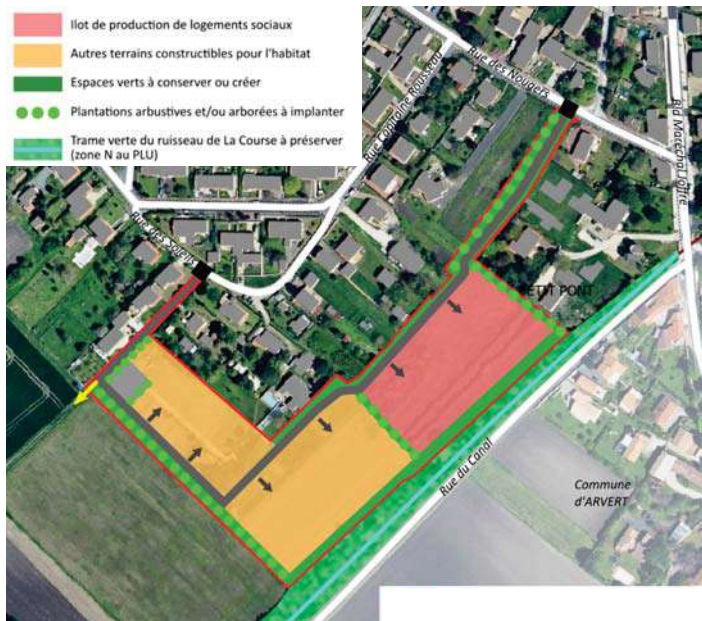 Ilot de production de logements sociaux
Autres terrains constructibles pour l'habitat
Espaces verts à conserver ou créer
Plantations arbustives et/ou arborées à implanter
Trame verte du ruisseau de La Course à préserver
(zone N au PLU)
Rue des Nougers
Rue Capitaine Rousseau
Bld Maréchal Joffre
Rue des Soleils
PETIT PONT
Rue du Canal
Commune
d'ARVERT